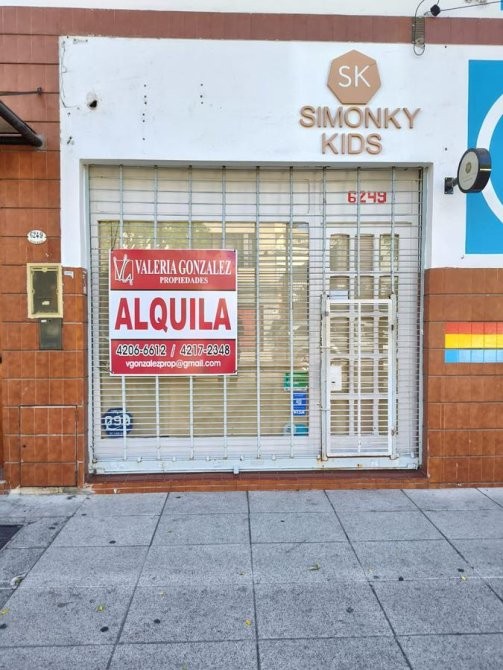 SK
SIMONKY
KIDS
6249
6249
VALERIA GONZALEZ
PROPIEDADES
ALQUILA
4206-6612 / 4217-2348
vgonzalezprop@gmail.com